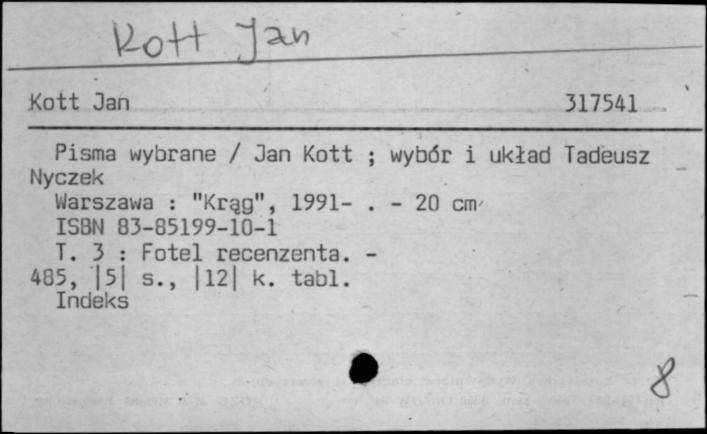 Kott Jan
Kott Jan 317541
Pisma wybrane / Jan Kott ; wybór i układ Tadeusz
Nyczek
Warszawa : "Krąg", 1991- . - 20 cm
ISBN 83-85199-10-1
T. 3 : Fotel recenzenta. -
485, |5| s., |12| k. tabl.
Indeks
8